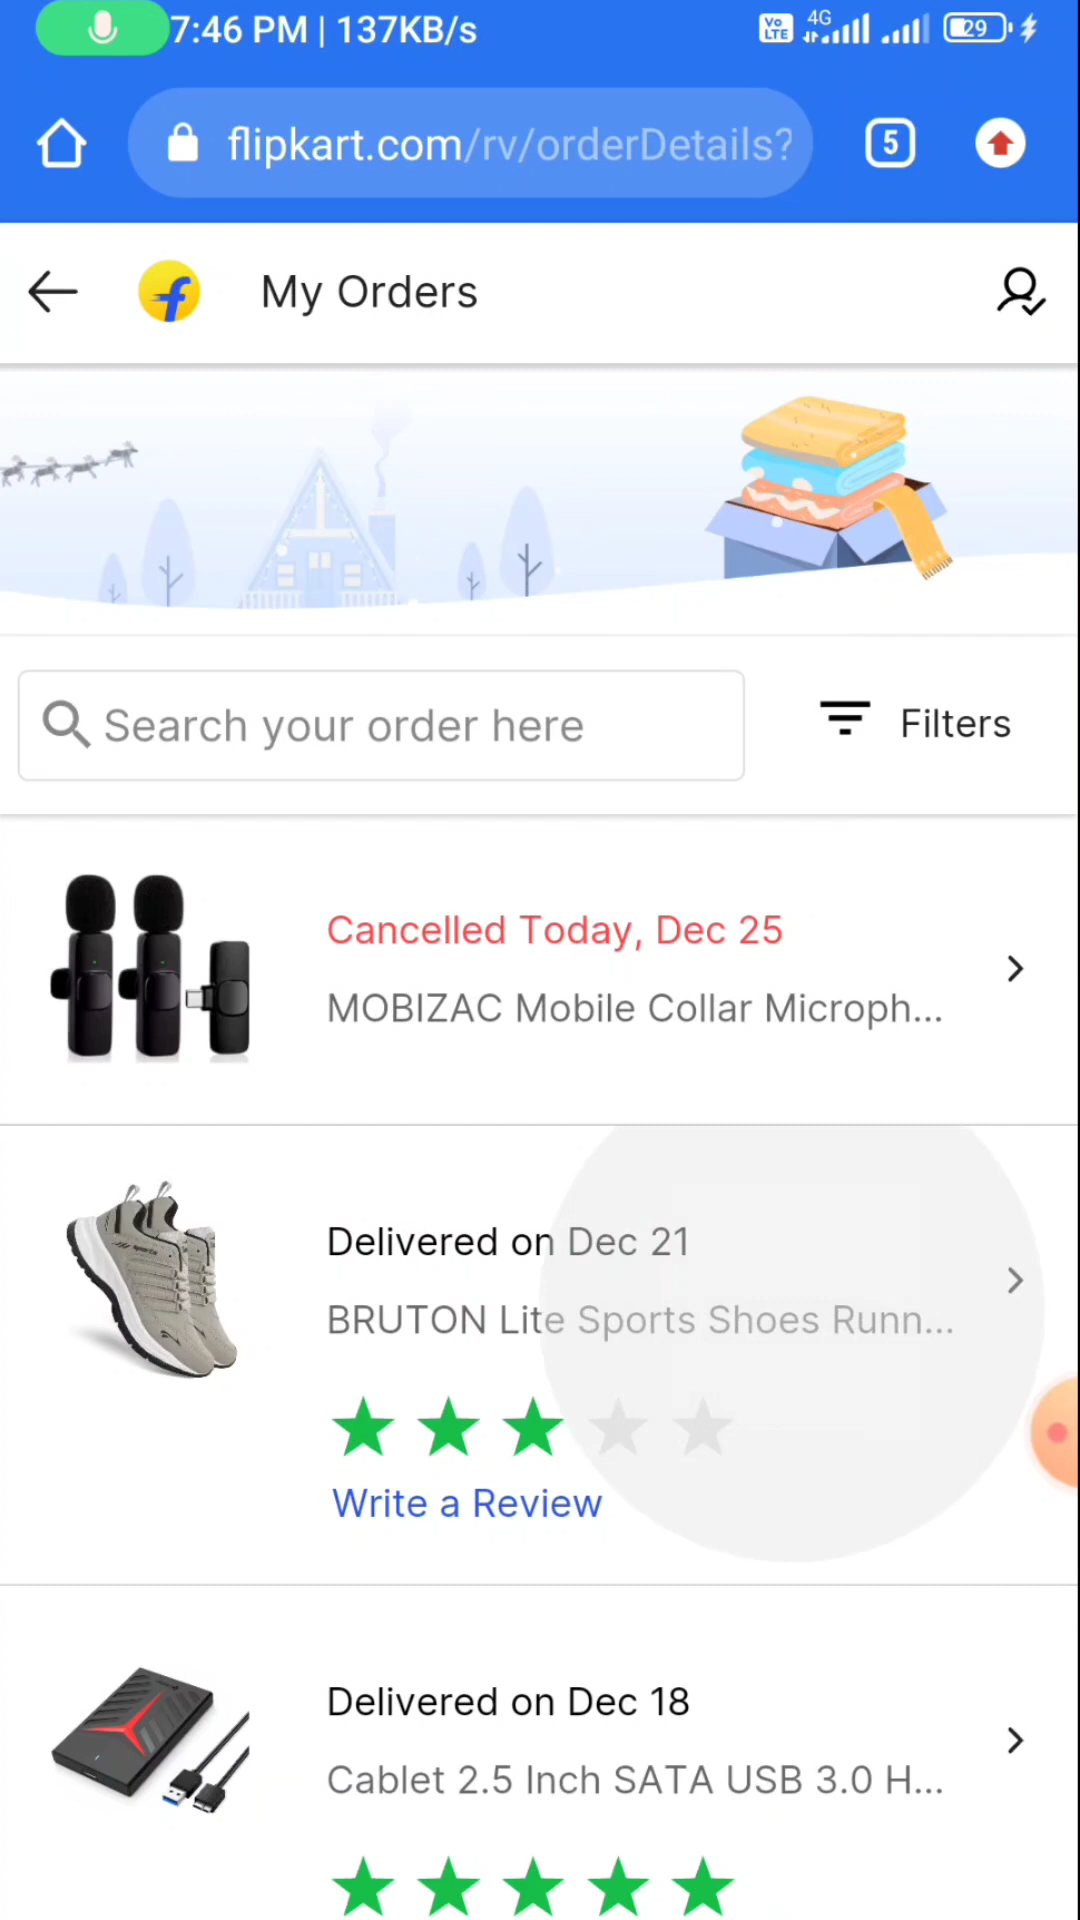 7:46 PM | 137KB/s
Vo LTE 4G 29
flipkart.com/rv/orderDetails?
5
My Orders
Search your order here
Filters
Cancelled Today, Dec 25
MOBIZAC Mobile Collar Microph...
Delivered on Dec 21
BRUTON Lite Sports Shoes Runn...
Write a Review
Delivered on Dec 18
Cablet 2.5 Inch SATA USB 3.0 H...